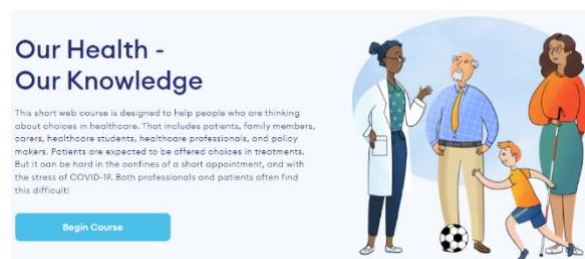 Our Health -
Our Knowledge
This short web course is designed to help people who are thinking
about choices in healthcare. That includes patients, family members,
carers, healthcare students, healthcare professionals, and policy
makers. Patients are expected to be offered choices in treatments.
But it can be hard in the confines of a short appointment, and with
the stress of COVID-19. Both professionals and patients often find
this difficult!
Begin Course